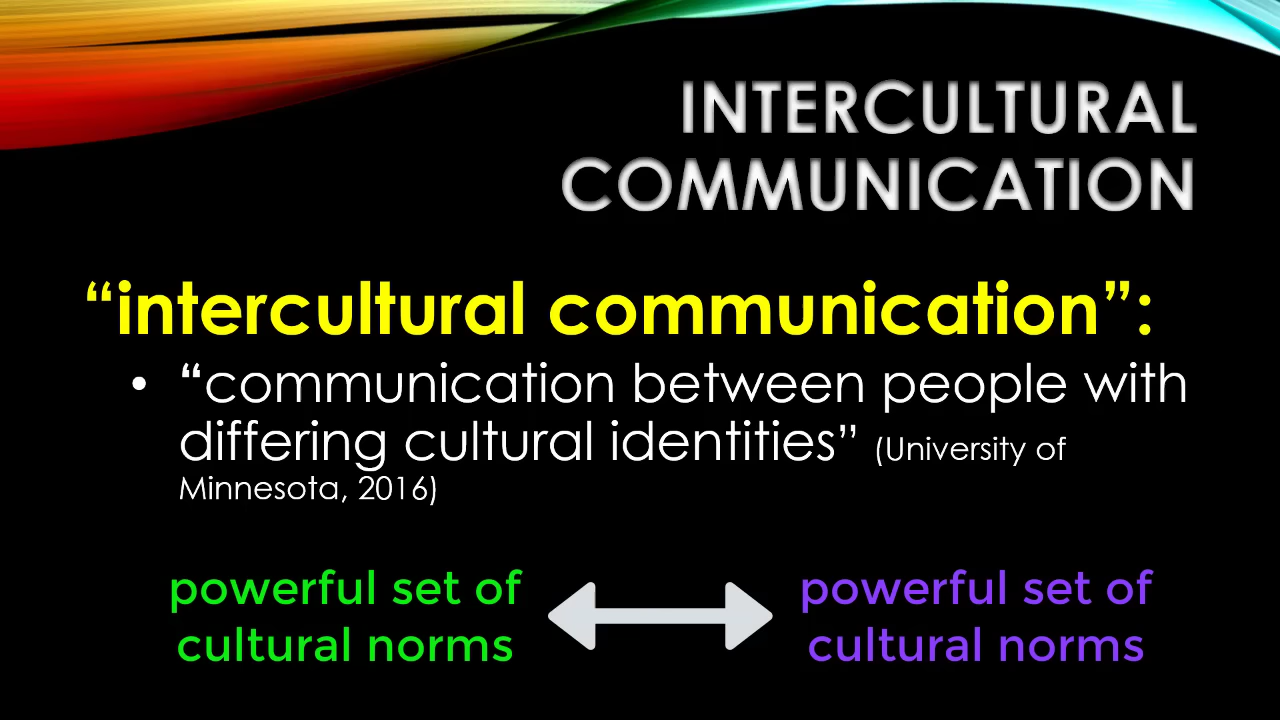 INTERCULTURAL
COMMUNICATION
“intercultural communication”:
• “communication between people with
differing cultural identities” (University of
Minnesota, 2016)
powerful set of
cultural norms
powerful set of
cultural norms